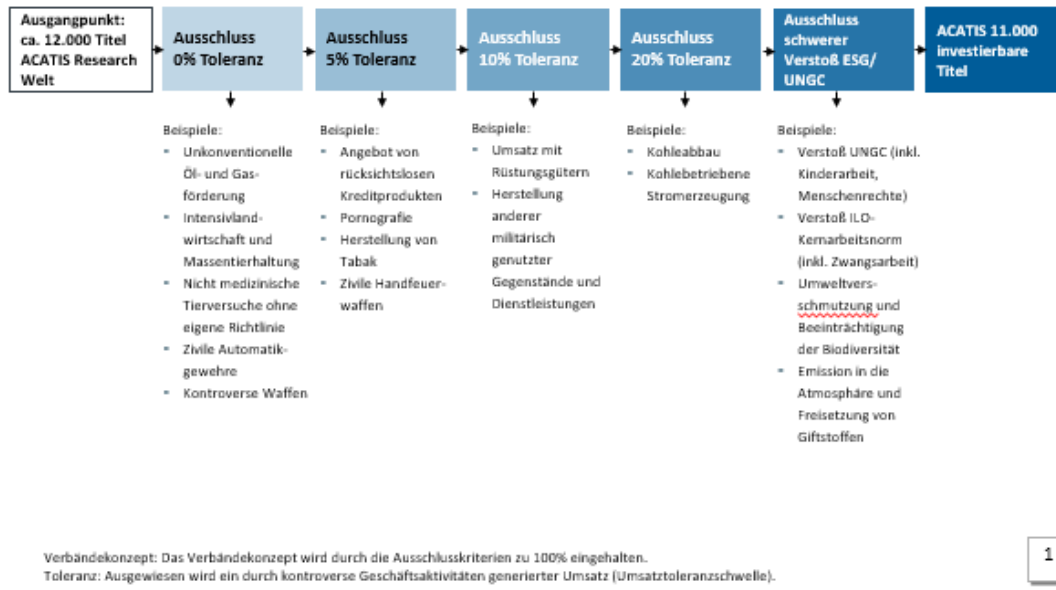 Ausgangpunkt:
ca. 12.000 Titel
ACATIS Research
Welt
Ausschluss
0% Toleranz
Ausschluss
5% Toleranz
Ausschluss
10% Toleranz
Ausschluss
20% Toleranz
Ausschluss
schwerer
Verstoß ESG/
UNGC
ACATIS 11.000
investierbare
Titel
Beispiele:
Unkonventionelle
Öl- und Gas-
förderung
Intensivland-
wirtschaft und
Massentierhaltung
Nicht medizinische
Tierversuche ohne
eigene Richtlinie
Zivile Automatik-
gewehre
Kontroverse Waffen
Beispiele:
Angebot von
rücksichtslosen
Kreditprodukten
Pornografie
Herstellung von
Tabak
Zivile Handfeuer-
waffen
Beispiele:
Umsatz mit
Rüstungsgütern
Herstellung
anderer
militärisch
genutzter
Gegenstände und
Dienstleistungen
Beispiele:
Kohleabbau
Kohlebetriebene
Stromerzeugung
Beispiele:
Verstoß UNGC (inkl.
Kinderarbeit,
Menschenrechte)
Verstoß ILO-
Kernarbeitsnorm
(inkl. Zwangsarbeit)
Umweltvers-
schmutzung und
Beeinträchtigung
der Biodiversität
Emission in die
Atmosphäre und
Freisetzung von
Giftstoffen
Verbändekonzept: Das Verbändekonzept wird durch die Ausschlusskriterien zu 100% eingehalten.
Toleranz: Ausgewiesen wird ein durch kontroverse Geschäftsaktivitäten generierter Umsatz (Umsatztoleranzschwelle).
1